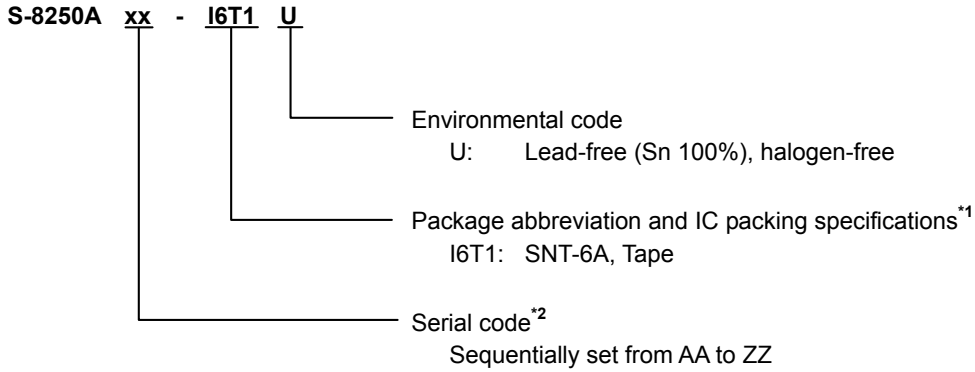 S-8250A xx - I6T1 U
Environmental code
U: Lead-free (Sn 100%), halogen-free
Package abbreviation and IC packing specifications*1
I6T1: SNT-6A, Tape
Serial code*2
Sequentially set from AA to ZZ